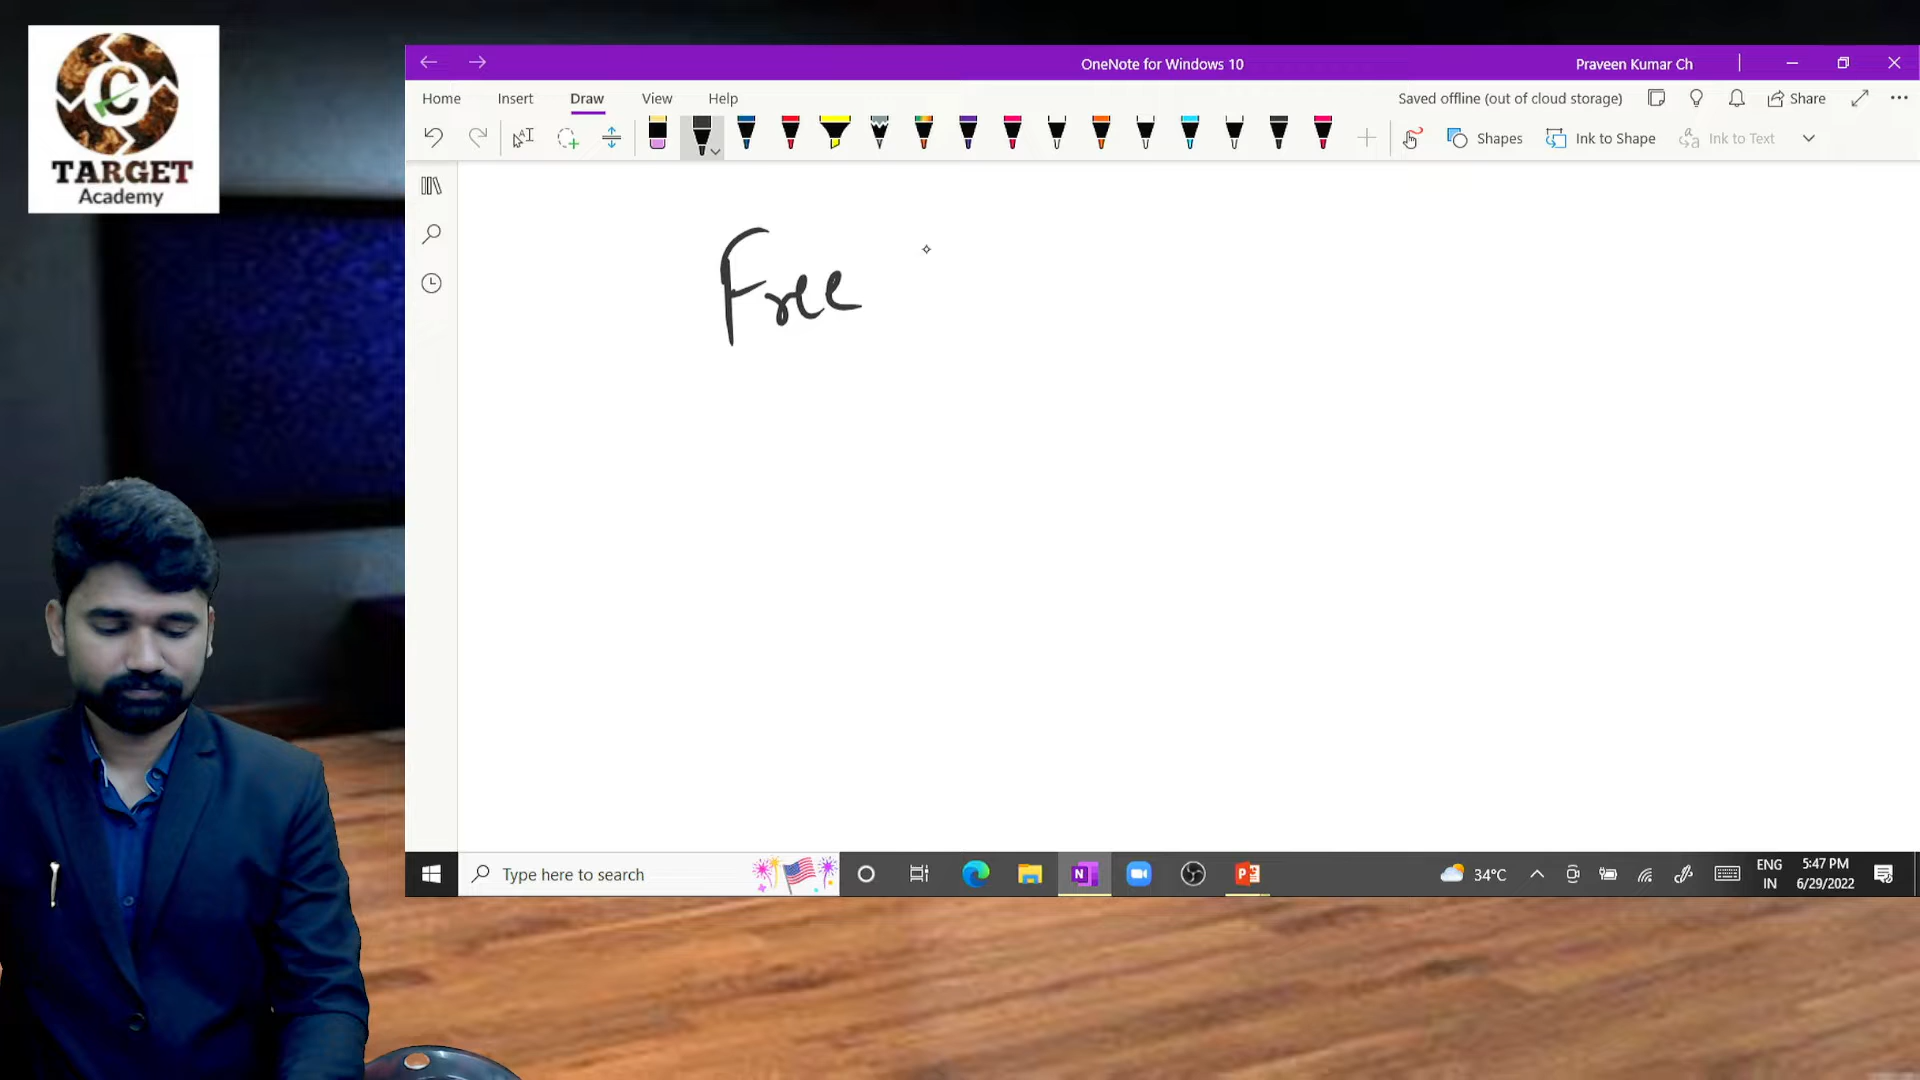 C
TARGET
Academy
OneNote for Windows 10
Praveen Kumar Ch
Home Insert Draw View Help
Saved offline (out of cloud storage)
Share
Shapes
Ink to Shape
Ink to Text
Free
Type here to search
N
P
34°C
ENG
IN
5:47 PM
6/29/2022